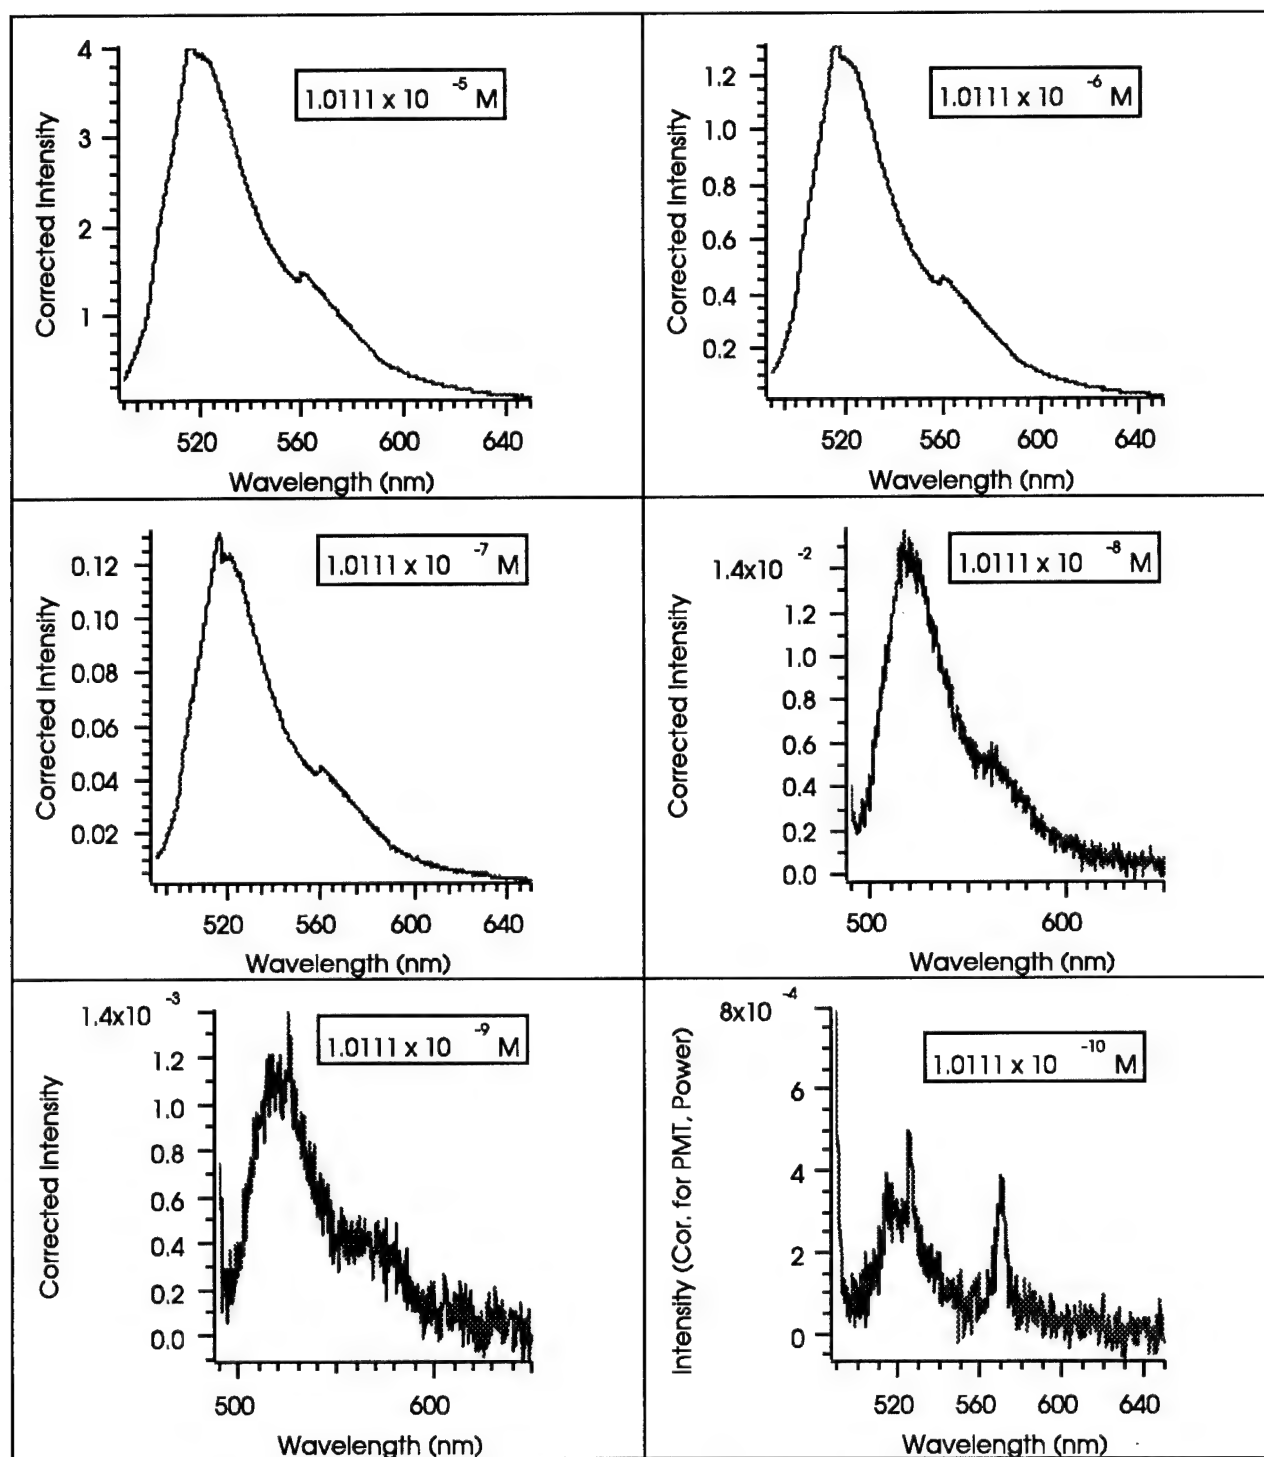 4
3
2
1
Corrected Intensity
1.0111 x 10 -5 M
520 560 600 640
Wavelength (nm)
1.2
1.0
0.8
0.6
0.4
0.2
Corrected Intensity
1.0111 x 10 -6 M
520 560 600 640
Wavelength (nm)
0.12
0.10
0.08
0.06
0.04
0.02
Corrected Intensity
1.0111 x 10 -7 M
520 560 600 640
Wavelength (nm)
1.4x10 -2
1.2
1.0
0.8
0.6
0.4
0.2
0.0
Corrected Intensity
1.0111 x 10 -8 M
500 600
Wavelength (nm)
1.4x10 -3
1.2
1.0
0.8
0.6
0.4
0.2
0.0
Corrected Intensity
1.0111 x 10 -9 M
500 600
Wavelength (nm)
8x10 -4
6
4
2
0
Intensity (Cor. for PMT, Power)
1.0111 x 10 -10 M
520 560 600 640
Wavelength (nm)